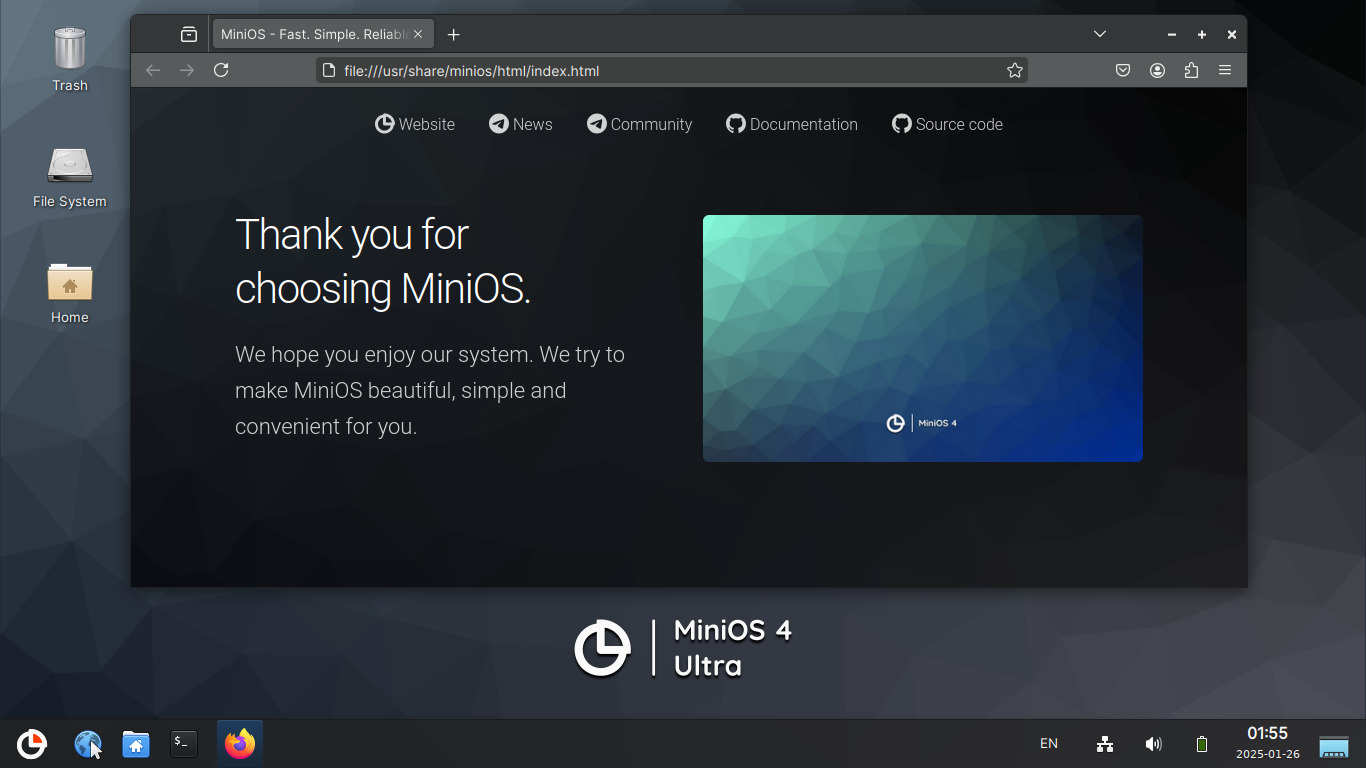 Trash
File System
Home
MiniOS - Fast. Simple. Reliable
file:///usr/share/minios/html/index.html
Website News Community Documentation Source code
Thank you for
choosing MiniOS.
We hope you enjoy our system. We try to
make MiniOS beautiful, simple and
convenient for you.
MiniOS 4
MiniOS 4
Ultra
EN
01:55
2025-01-26